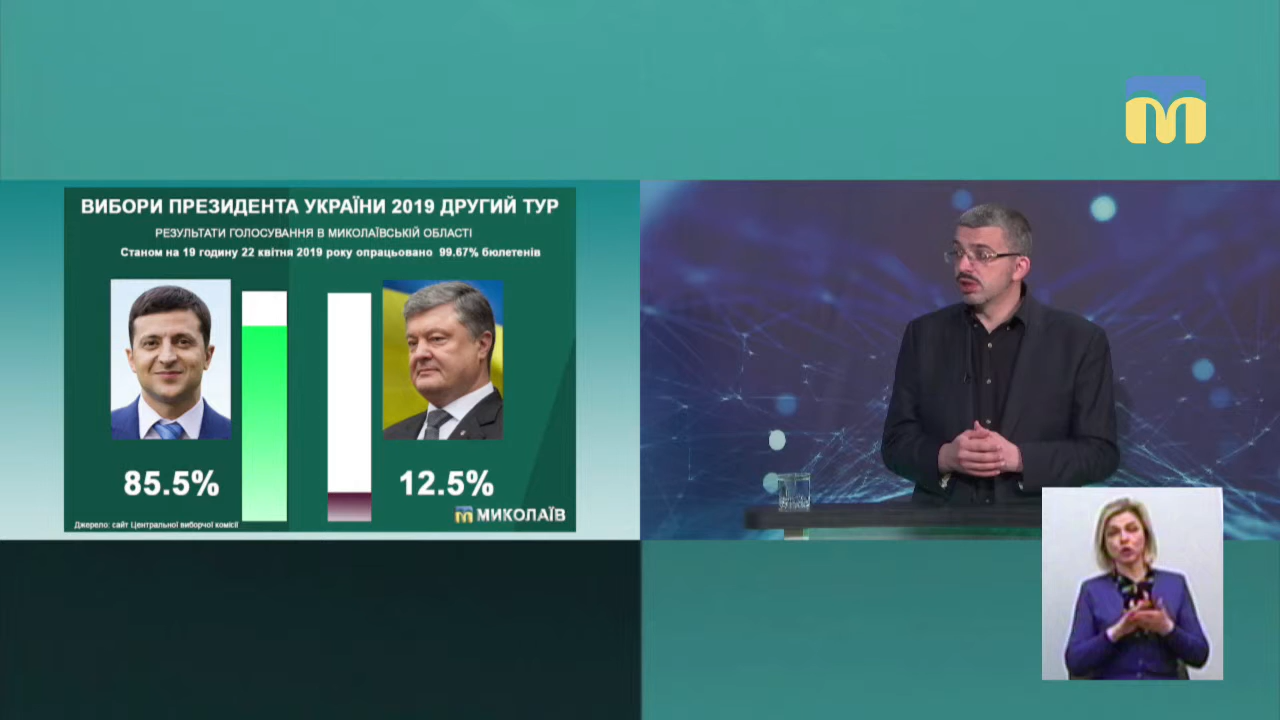 ВИБОРИ ПРЕЗИДЕНТА УКРАЇНИ 2019 ДРУГИЙ ТУР
РЕЗУЛЬТАТИ ГОЛОСУВАННЯ В МИКОЛАЇВСЬКІЙ ОБЛАСТІ
Станом на 19 годину 22 квітня 2019 року опрацьовано 99.67% бюлетенів
85.5%
12.5%
Джерело: сайт Центральної виборчої комісії
МИКОЛАЇВ